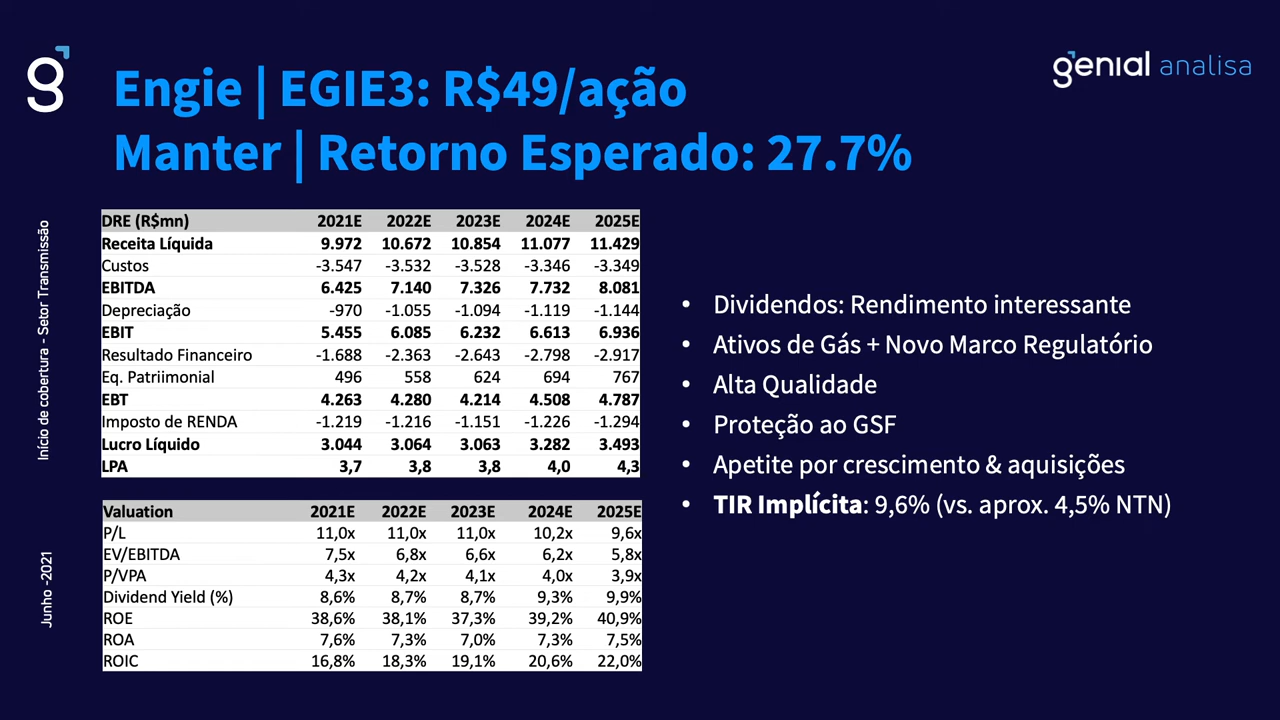 genial analisa
Engie | EGIE3: R$49/ação
Manter | Retorno Esperado: 27.7%
Início de cobertura - Setor Transmissão
Junho -2021
DRE (R$mn) 2021E 2022E 2023E 2024E 2025E
Receita Líquida 9.972 10.672 10.854 11.077 11.429
Custos -3.547 -3.532 -3.528 -3.346 -3.349
EBITDA 6.425 7.140 7.326 7.732 8.081
Depreciação -970 -1.055 -1.094 -1.119 -1.144
EBIT 5.455 6.085 6.232 6.613 6.936
Resultado Financeiro -1.688 -2.363 -2.643 -2.798 -2.917
Eq. Patriimonial 496 558 624 694 767
EBT 4.263 4.280 4.214 4.508 4.787
Imposto de RENDA -1.219 -1.216 -1.151 -1.226 -1.294
Lucro Líquido 3.044 3.064 3.063 3.282 3.493
LPA 3,7 3,8 3,8 4,0 4,3
Valuation 2021E 2022E 2023E 2024E 2025E
P/L 11,0x 11,0x 11,0x 10,2x 9,6x
EV/EBITDA 7,5x 6,8x 6,6x 6,2x 5,8x
P/VPA 4,3x 4,2x 4,1x 4,0x 3,9x
Dividend Yield (%) 8,6% 8,7% 8,7% 9,3% 9,9%
ROE 38,6% 38,1% 37,3% 39,2% 40,9%
ROA 7,6% 7,3% 7,0% 7,3% 7,5%
ROIC 16,8% 18,3% 19,1% 20,6% 22,0%
• Dividendos: Rendimento interessante
• Ativos de Gás + Novo Marco Regulatório
• Alta Qualidade
• Proteção ao GSF
• Apetite por crescimento & aquisições
• TIR Implícita: 9,6% (vs. aprox. 4,5% NTN)